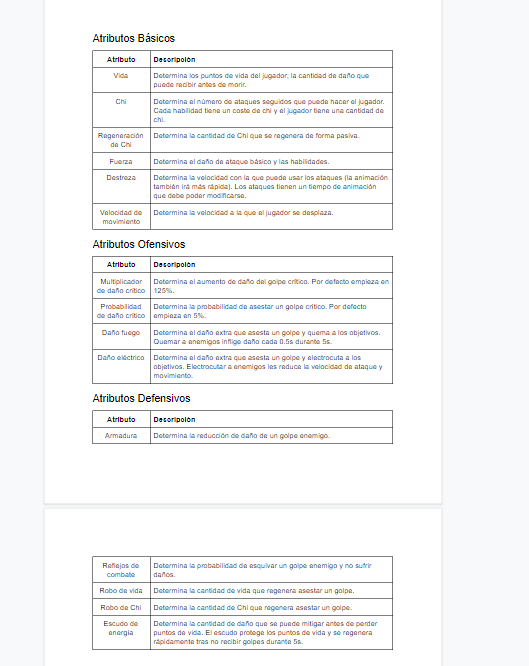 Atributos Básicos
Atributo Descripción
Vida Determina los puntos de vida del jugador, la cantidad de daño que
puede recibir antes de morir.
Chi Determina el número de ataques seguidos que puede hacer el jugador.
Cada habilidad tiene un coste de chi y el jugador tiene una cantidad de
chi.
Regeneración Determina la cantidad de Chi que se regenera de forma pasiva.
de Chi
Fuerza Determina el daño de ataque básico y las habilidades.
Destreza Determina la velocidad con la que puede usar los ataques (la animación
también irá más rápida). Los ataques tienen un tiempo de animación
que debe poder modificarse.
Velocidad de Determina la velocidad a la que el jugador se desplaza.
movimiento
Atributos Ofensivos
Atributo Descripción
Multiplicador Determina el aumento de daño del golpe crítico. Por defecto empieza en
de daño crítico 125%.
Probabilidad Determina la probabilidad de asestar un golpe crítico. Por defecto
de daño crítico empieza en 5%.
Daño fuego Determina el daño extra que asesta un golpe y quema a los objetivos.
Quemar a enemigos inflige daño cada 0.5s durante 5s.
Daño eléctrico Determina el daño extra que asesta un golpe y electrocuta a los
objetivos. Electrocutar a enemigos les reduce la velocidad de ataque y
movimiento.
Atributos Defensivos
Atributo Descripción
Armadura Determina la reducción de daño de un golpe enemigo.
Reflejos de Determina la probabilidad de esquivar un golpe enemigo y no sufrir
combate daños.
Robo de vida Determina la cantidad de vida que regenera asestar un golpe.
Robo de Chi Determina la cantidad de Chi que regenera asestar un golpe.
Escudo de Determina la cantidad de daño que se puede mitigar antes de perder
energía puntos de vida. El escudo protege los puntos de vida y se regenera
rápidamente tras no recibir golpes durante 5s.